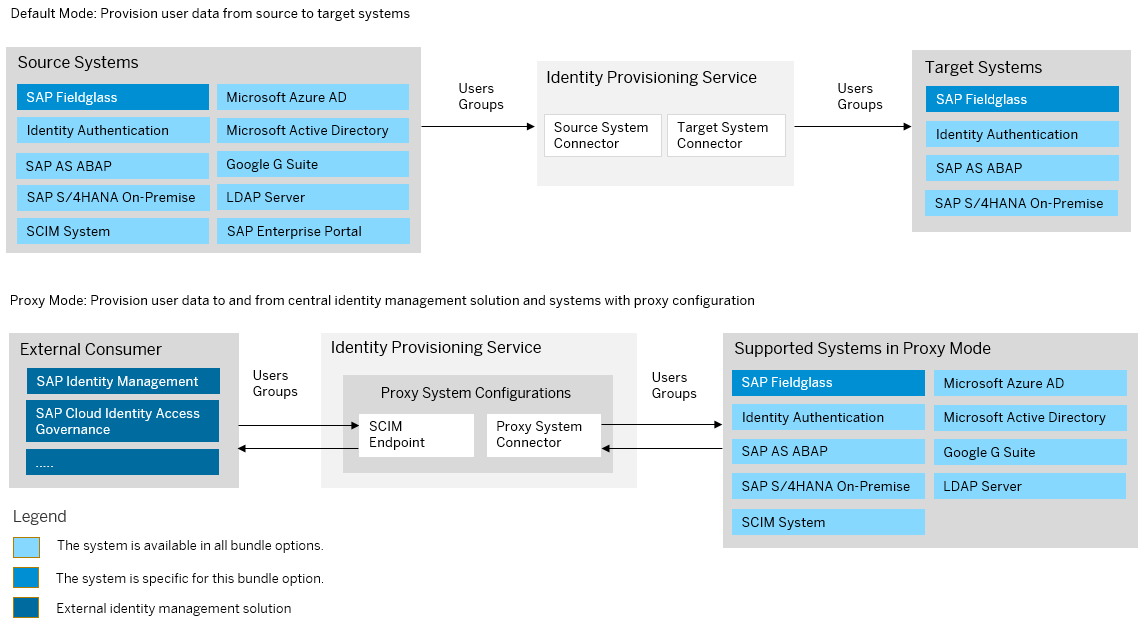 Default Mode: Provision user data from source to target systems
Source Systems
SAP Fieldglass
Microsoft Azure AD
Identity Authentication
Microsoft Active Directory
SAP AS ABAP
Google G Suite
SAP S/4HANA On-Premise
LDAP Server
SCIM System
SAP Enterprise Portal
Users
Groups
Identity Provisioning Service
Source System
Connector
Target System
Connector
Users
Groups
Target Systems
SAP Fieldglass
Identity Authentication
SAP AS ABAP
SAP S/4HANA On-Premise
Proxy Mode: Provision user data to and from central identity management solution and systems with proxy configuration
External Consumer
SAP Identity Management
SAP Cloud Identity Access
Governance
.....
Users
Groups
Identity Provisioning Service
Proxy System Configurations
SCIM
Endpoint
Proxy System
Connector
Users
Groups
Supported Systems in Proxy Mode
SAP Fieldglass
Microsoft Azure AD
Identity Authentication
Microsoft Active Directory
SAP AS ABAP
Google G Suite
SAP S/4HANA On-Premise
LDAP Server
SCIM System
Legend
The system is available in all bundle options.
The system is specific for this bundle option.
External identity management solution